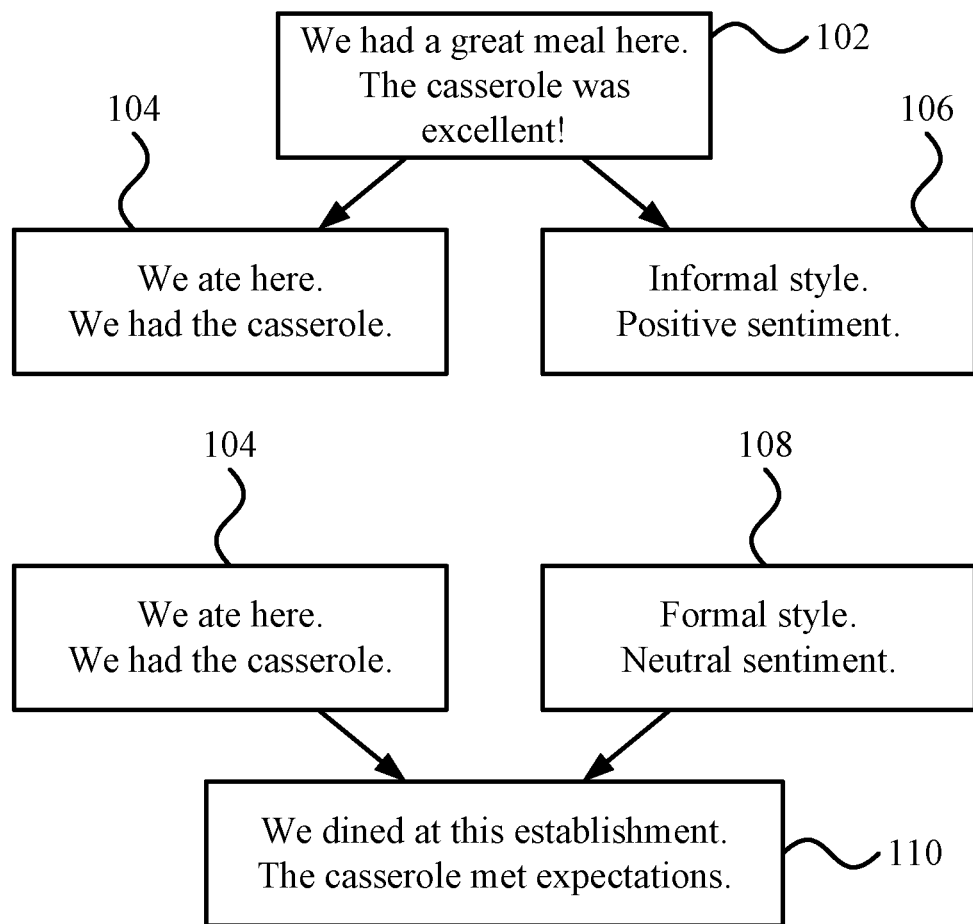 We had a great meal here.
The casserole was
excellent!
102
104
106
We ate here.
We had the casserole.
Informal style.
Positive sentiment.
104
108
We ate here.
We had the casserole.
Formal style.
Neutral sentiment.
We dined at this establishment.
The casserole met expectations.
110